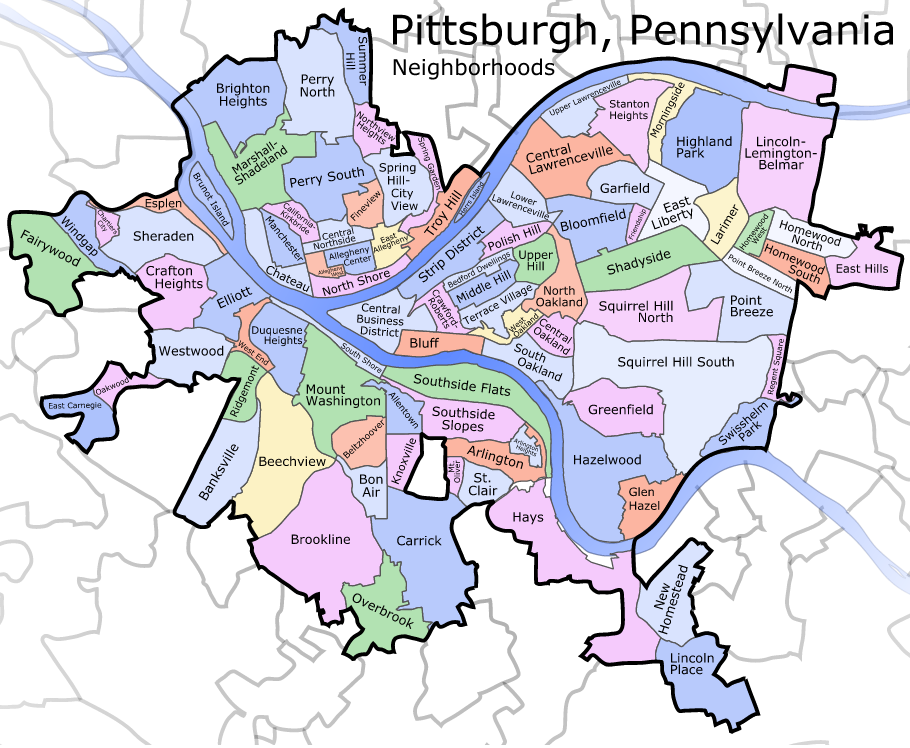 Pittsburgh, Pennsylvania
Neighborhoods
Summer
Hill
Perry
North
Brighton
Heights
Northview
Heights
Spring Garden
Marshall-
Shadeland
Perry South
Spring
Hill-
City
View
Fineview
Troy Hill
Herrs Island
Brunot Island
California-
Kirkbride
Manchester
Central
Northside
Allegheny
Center
East
Allegheny
Allegheny
Chateau
North Shore
Upper Lawrenceville
Stanton
Heights
Morningside
Highland
Park
Lincoln-
Lemington-
Belmar
Central
Lawrenceville
Garfield
East
Liberty
Larimer
Lower
Lawrenceville
Bloomfield
Friendship
Homewood
West
Homewood
North
Homewood
South
East Hills
Point Breeze North
Strip District
Polish Hill
Upper
Hill
Shadyside
Bedford Dwellings
Middle Hill
Crawford-
Roberts
Terrace Village
North
Oakland
West
Oakland
Central
Oakland
South
Oakland
Squirrel Hill
North
Point
Breeze
Squirrel Hill South
Regent Square
Swisshelm
Park
Greenfield
Hazelwood
Glen
Hazel
Central
Business
District
Bluff
Esplen
Windgap
Chartiers
City
Sheraden
Fairywood
Crafton
Heights
Elliott
Westwood
West End
Duquesne
Heights
Oakwood
East Carnegie
Ridgemont
Mount
Washington
South Shore
Southside Flats
Allentown
Southside
Slopes
Banksville
Beechview
Beltzhoover
Knoxville
Mt.
Oliver
Arlington
Arlington
Heights
St.
Clair
Bon
Air
Brookline
Carrick
Overbrook
Hays
New
Homestead
Lincoln
Place